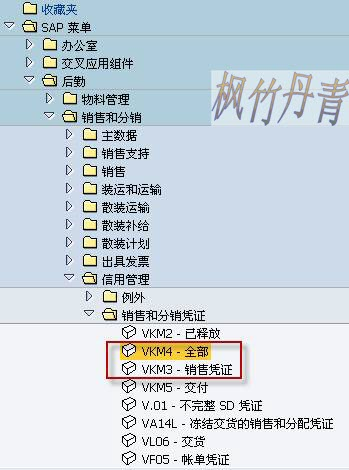 收藏夹
SAP 菜单
办公室
交叉应用组件
后勤
物料管理
枫竹丹青
销售和分销
主数据
销售支持
销售
装运和运输
散装运输
散装补给
散装计划
出具发票
信用管理
例外
销售和分销凭证
VKM2 - 已释放
VKM4 - 全部
VKM3 - 销售凭证
VKM5 - 交付
V.01 - 不完整 SD 凭证
VA14L - 冻结交货的销售和分配凭证
VL06 - 交货
VF05 - 帐单凭证